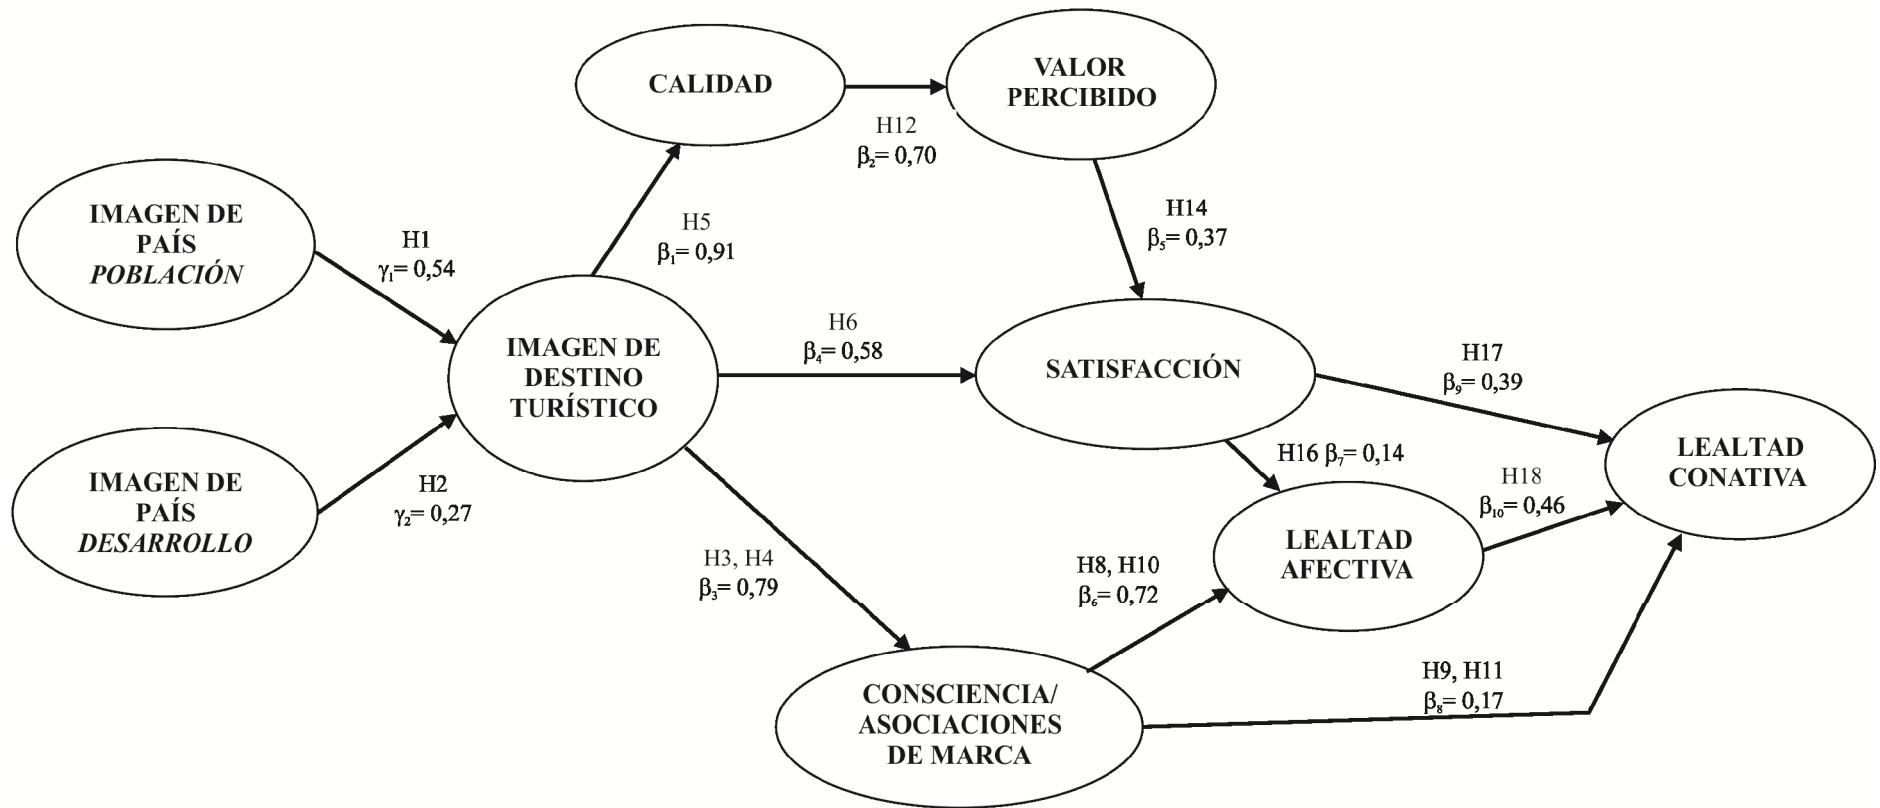 CALIDAD
VALOR
PERCIBIDO
H12
β₂= 0,70
IMAGEN DE
PAÍS
POBLACIÓN
H1
γ₁= 0,54
H5
β₁= 0,91
H14
β₅= 0,37
IMAGEN DE
DESTINO
TURÍSTICO
H6
β₄= 0,58
SATISFACCIÓN
H17
β₉= 0,39
IMAGEN DE
PAÍS
DESARROLLO
H2
γ₂= 0,27
H16 β₇= 0,14
H18
β₁₀= 0,46
LEALTAD
CONATIVA
H3, H4
β₃= 0,79
H8, H10
β₆= 0,72
LEALTAD
AFECTIVA
CONSCIENCIA/
ASOCIACIONES
DE MARCA
H9, H11
β₈= 0,17